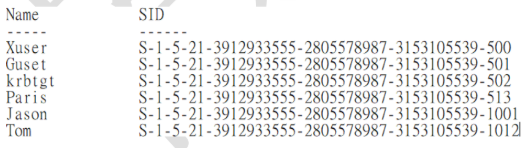 Name SID
----- ------
Xuser S-1-5-21-3912933555-2805578987-3153105539-500
Guset S-1-5-21-3912933555-2805578987-3153105539-501
krbtgt S-1-5-21-3912933555-2805578987-3153105539-502
Paris S-1-5-21-3912933555-2805578987-3153105539-513
Jason S-1-5-21-3912933555-2805578987-3153105539-1001
Tom S-1-5-21-3912933555-2805578987-3153105539-1012